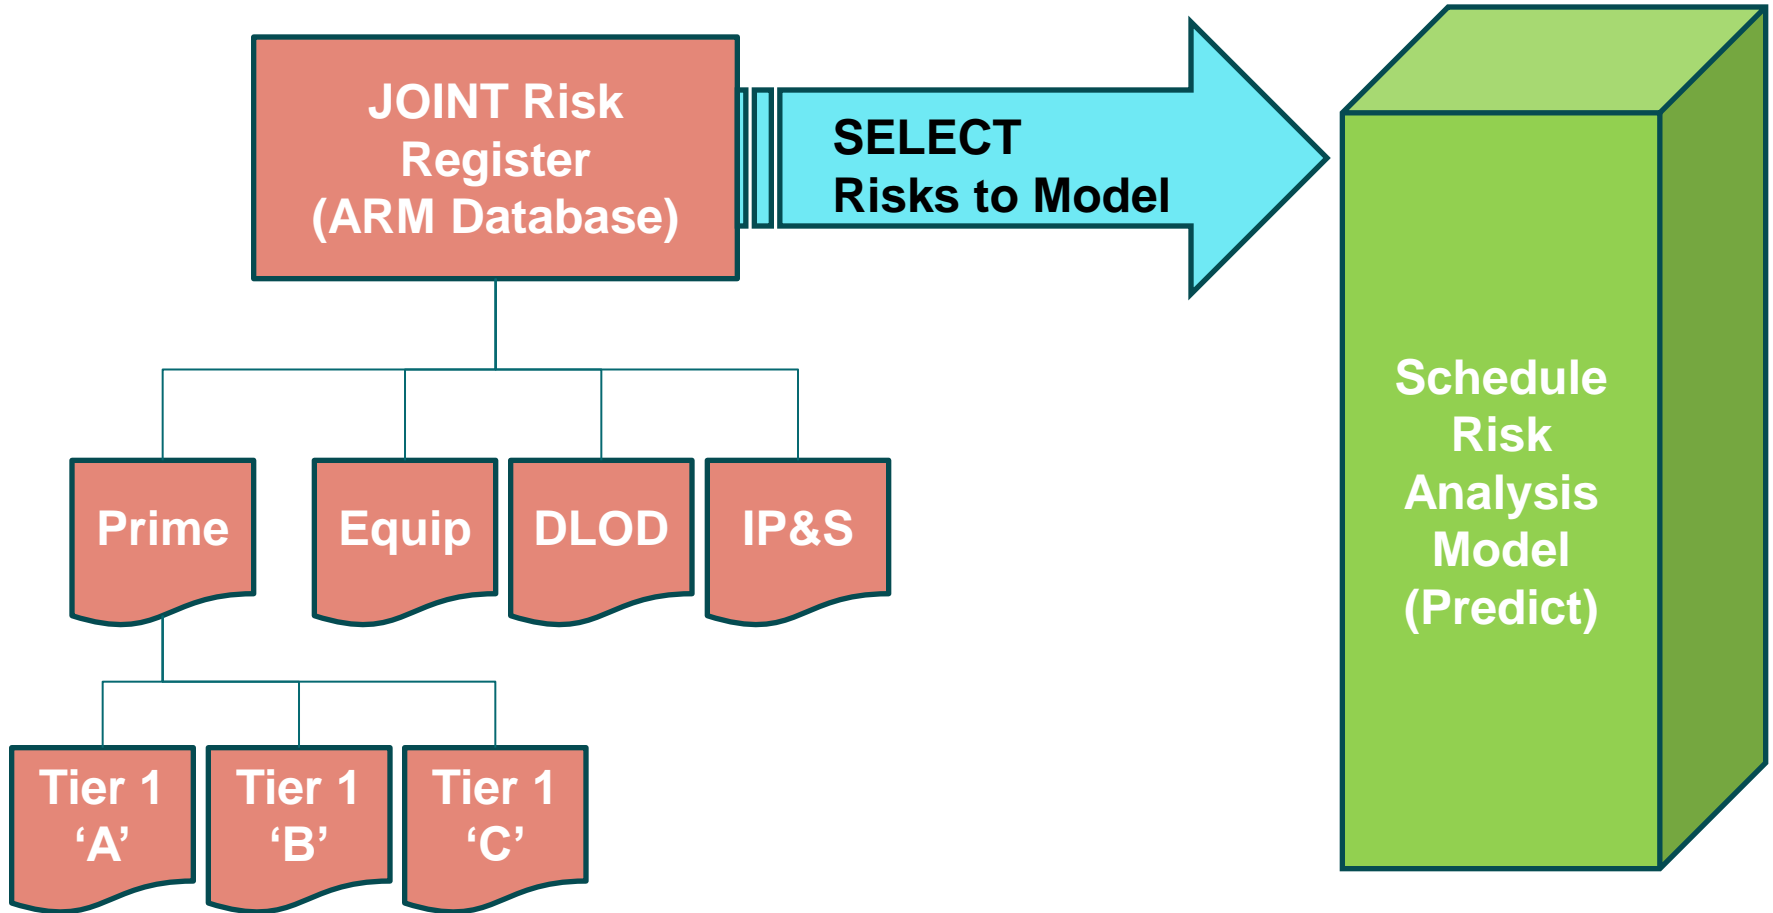 JOINT Risk
Register
(ARM Database)
SELECT
Risks to Model
Schedule
Risk
Analysis
Model
(Predict)
Prime
Equip
DLOD
IP&S
Tier 1
‘A’
Tier 1
‘B’
Tier 1
‘C’